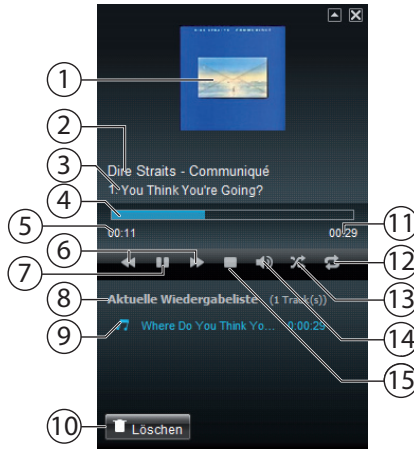 DIRE STRAITS · COMMUNIQUÉ
1
2
Dire Straits - Communiqué
3
1. You Think You're Going?
4
5
00:11
00:29
11
6
7
12
13
8
Aktuelle Wiedergabeliste (1 Track(s))
14
9
Where Do You Think Yo... 0:00:29
15
10
Löschen